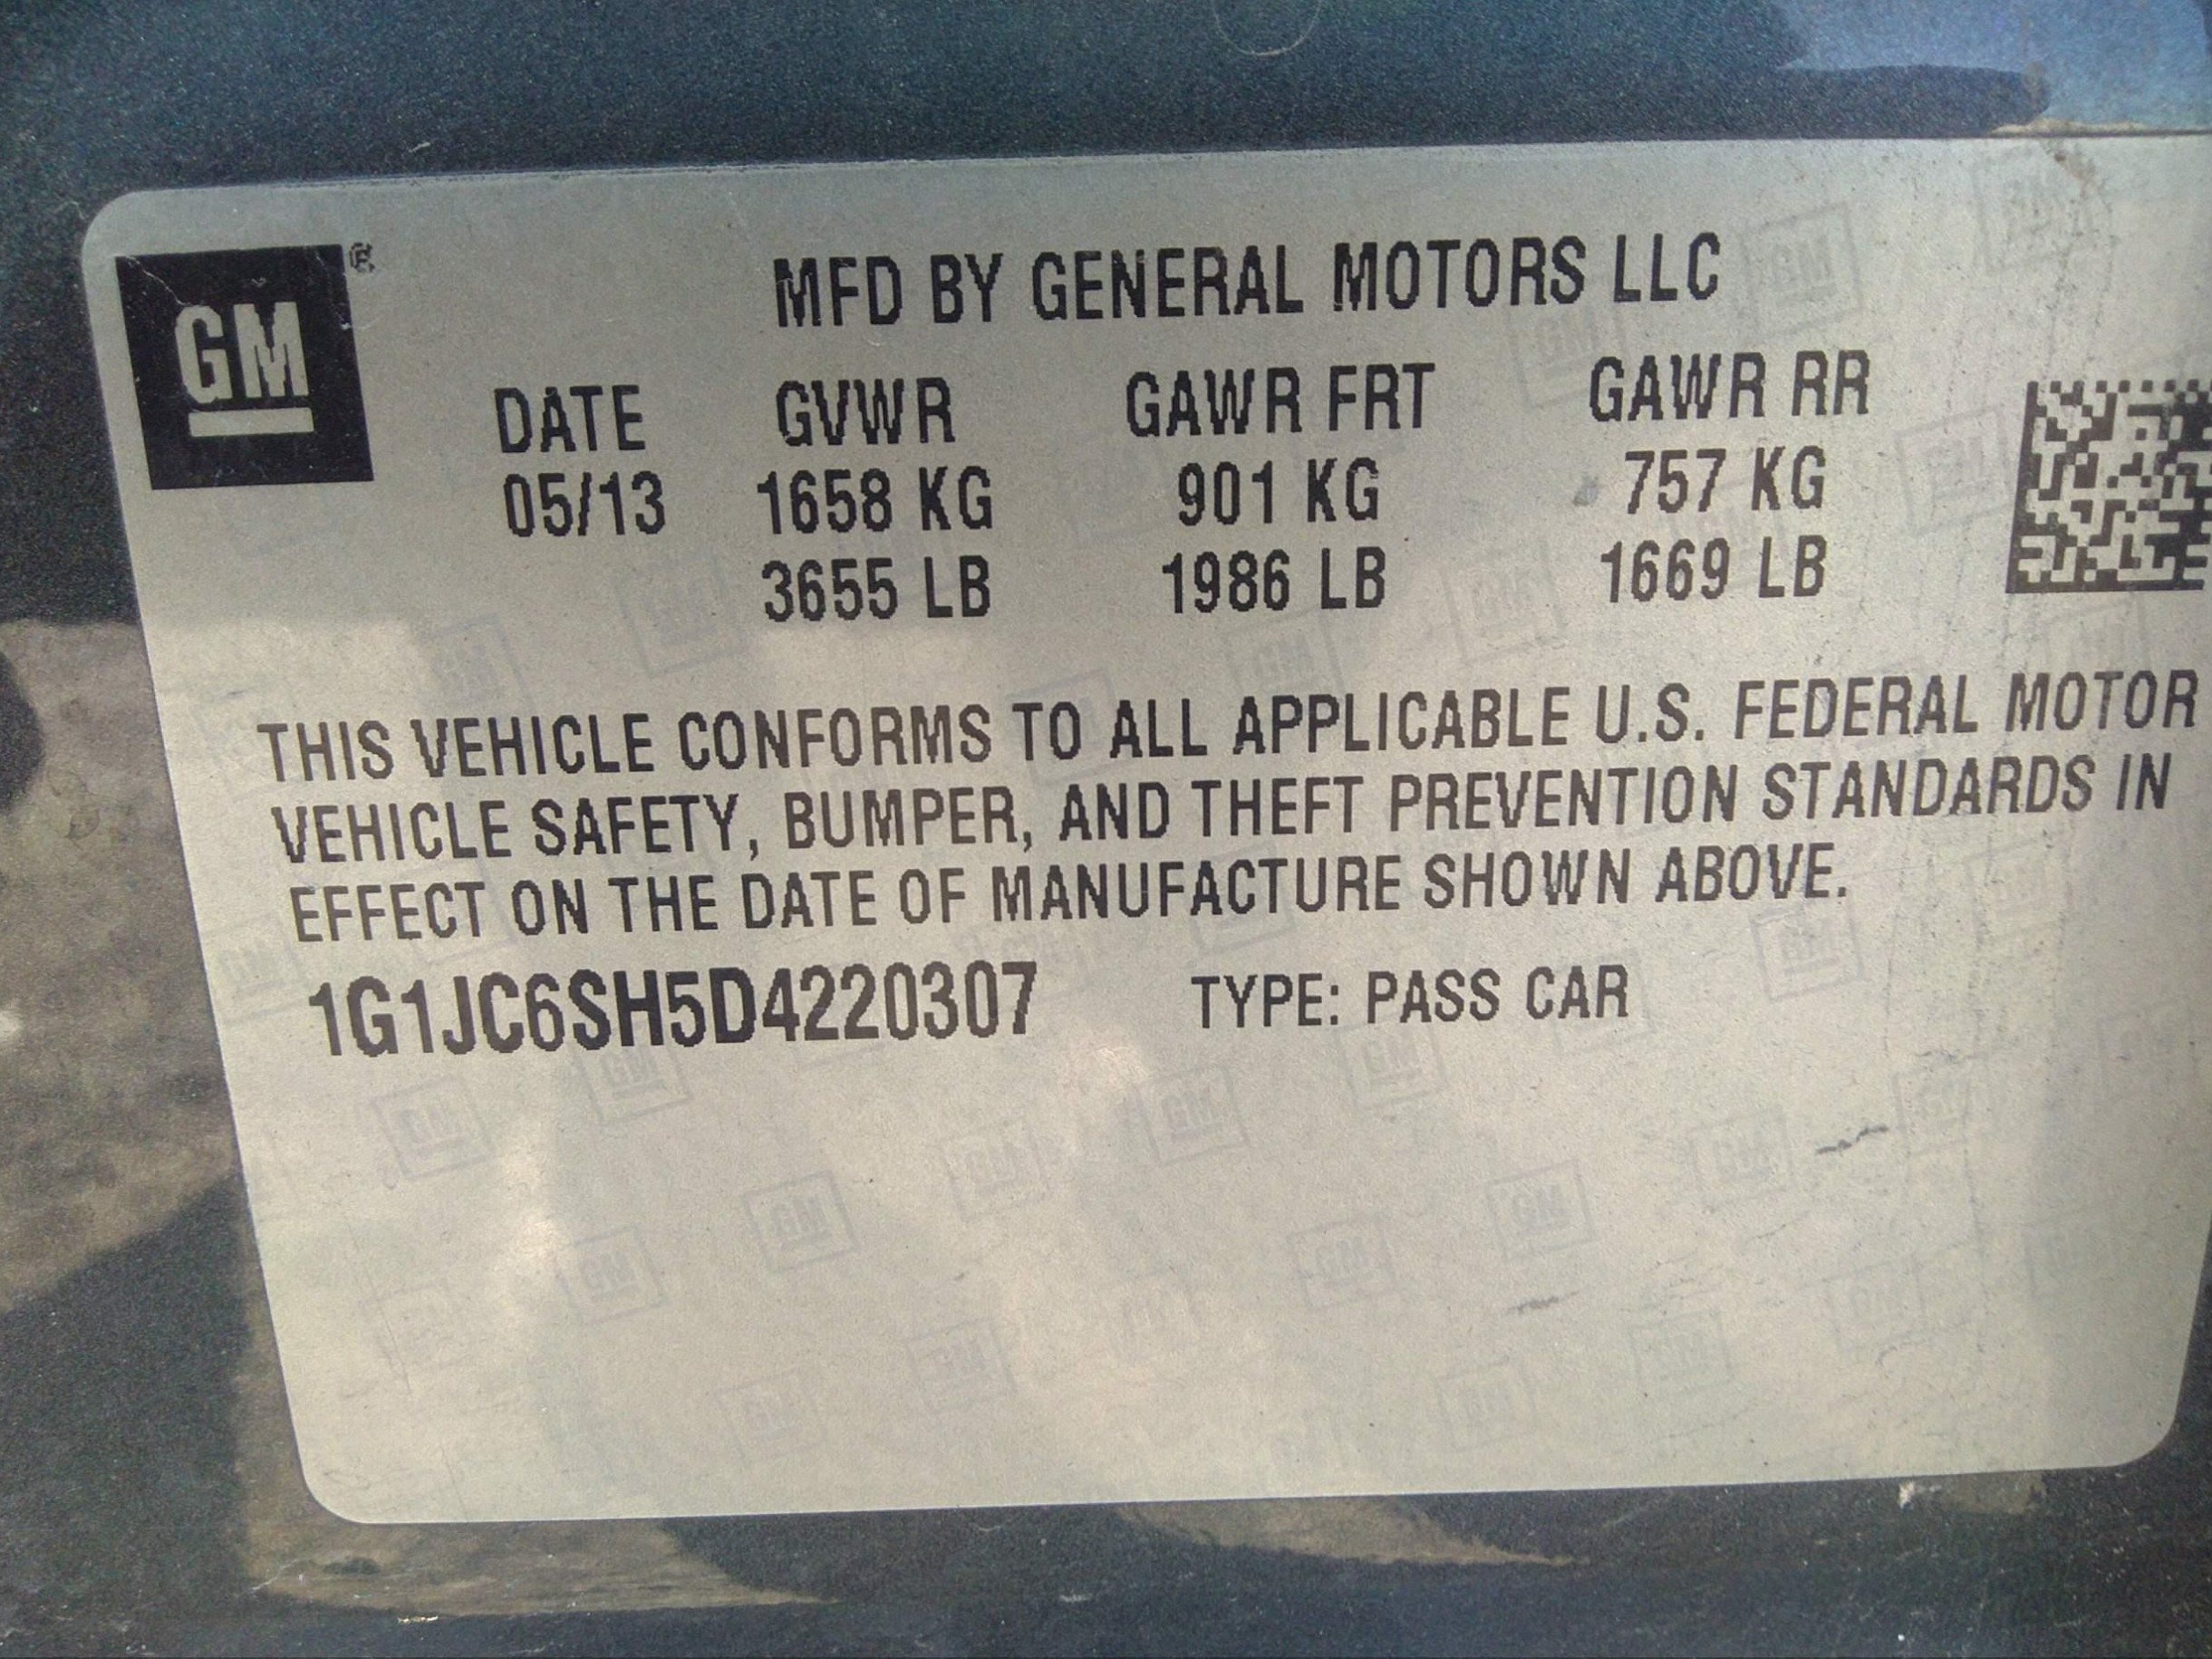 GM®
MFD BY GENERAL MOTORS LLC
DATE GVWR GAWR FRT GAWR RR
05/13 1658 KG 901 KG 757 KG
3655 LB 1986 LB 1669 LB
THIS VEHICLE CONFORMS TO ALL APPLICABLE U.S. FEDERAL MOTOR
VEHICLE SAFETY, BUMPER, AND THEFT PREVENTION STANDARDS IN
EFFECT ON THE DATE OF MANUFACTURE SHOWN ABOVE.
1G1JC6SH5D4220307 TYPE: PASS CAR